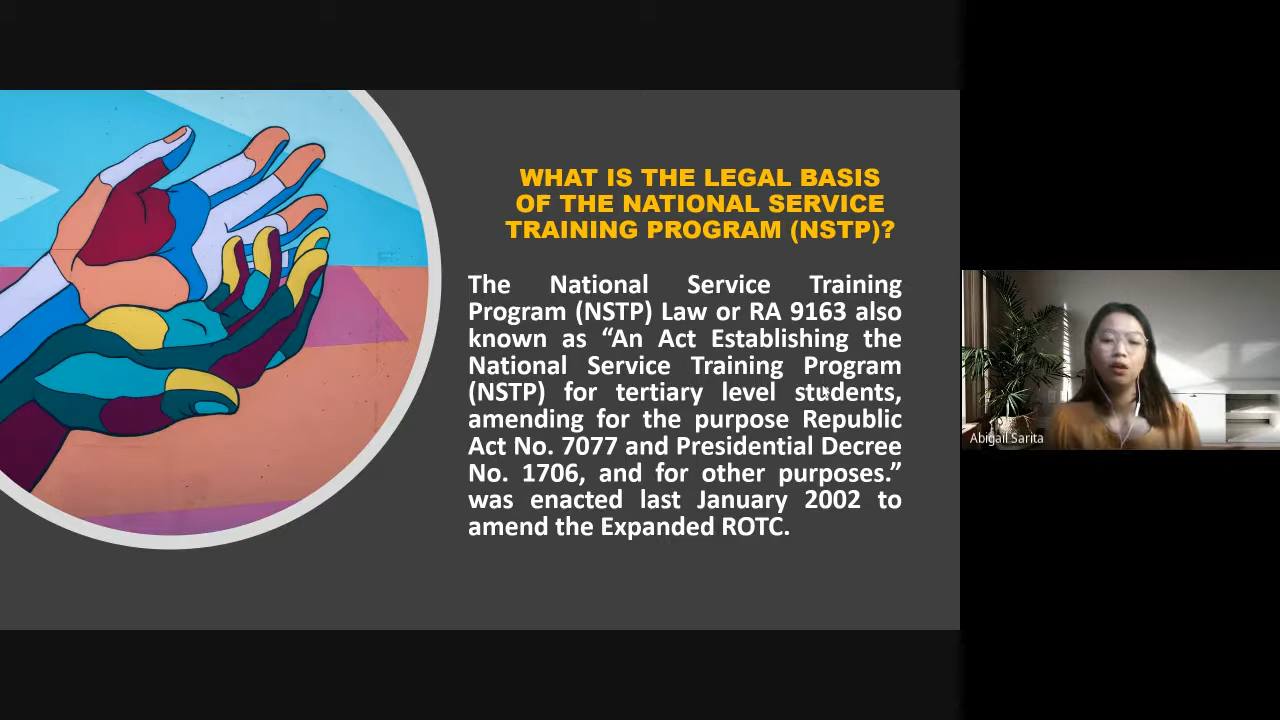 WHAT IS THE LEGAL BASIS
OF THE NATIONAL SERVICE
TRAINING PROGRAM (NSTP)?
The National Service Training
Program (NSTP) Law or RA 9163 also
known as “An Act Establishing the
National Service Training Program
(NSTP) for tertiary level students,
amending for the purpose Republic
Act No. 7077 and Presidential Decree
No. 1706, and for other purposes.”
was enacted last January 2002 to
amend the Expanded ROTC.
Abigail Sarita